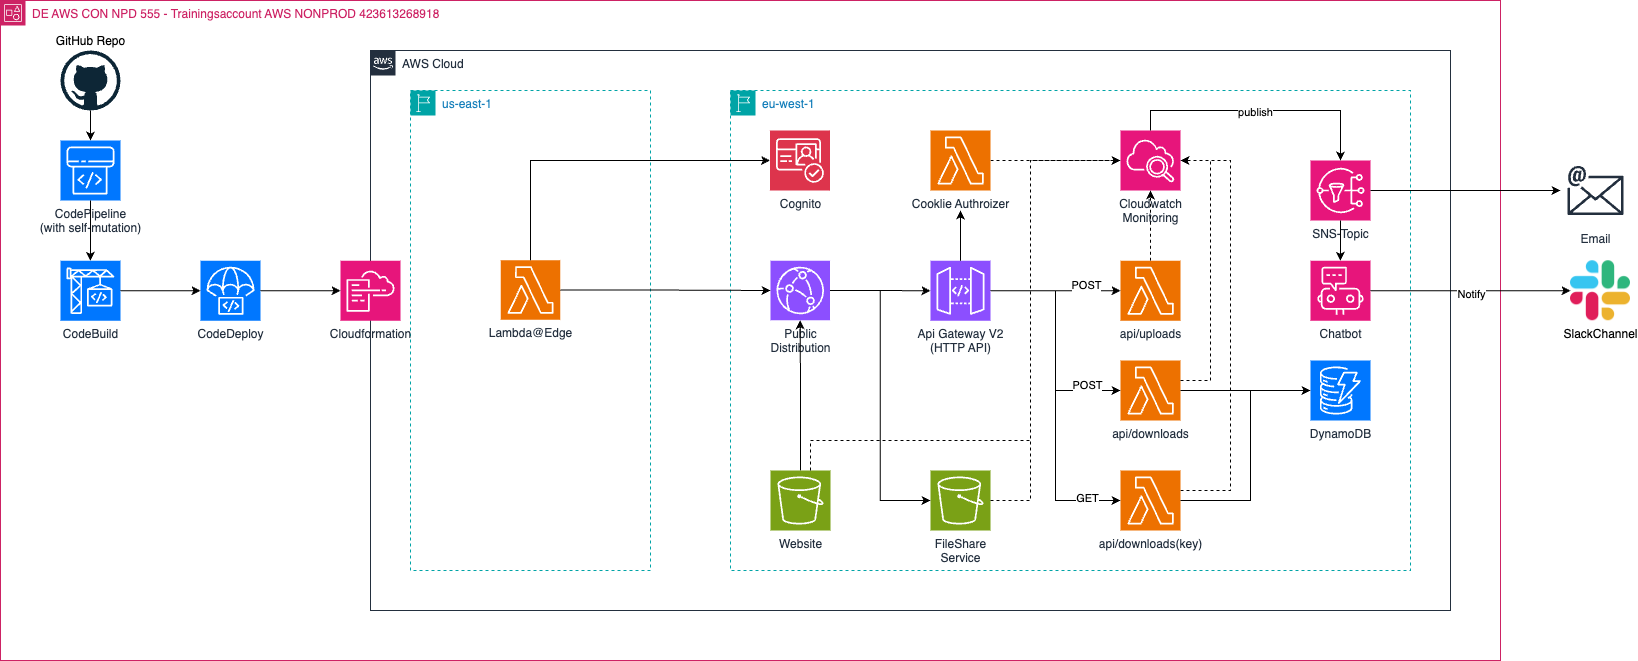 DE AWS CON NPD 555 - Trainingsaccount AWS NONPROD 423613268918
GitHub Repo
aws
AWS Cloud
us-east-1
eu-west-1
publish
CodePipeline
(with self-mutation)
Cognito
Cooklie Authroizer
Cloudwatch
Monitoring
SNS-Topic
@
Email
CodeBuild
CodeDeploy
Cloudformation
Lambda@Edge
Public
Distribution
Api Gateway V2
(HTTP API)
POST
api/uploads
Chatbot
Notify
SlackChannel
POST
api/downloads
DynamoDB
GET
Website
FileShare
Service
api/downloads(key)